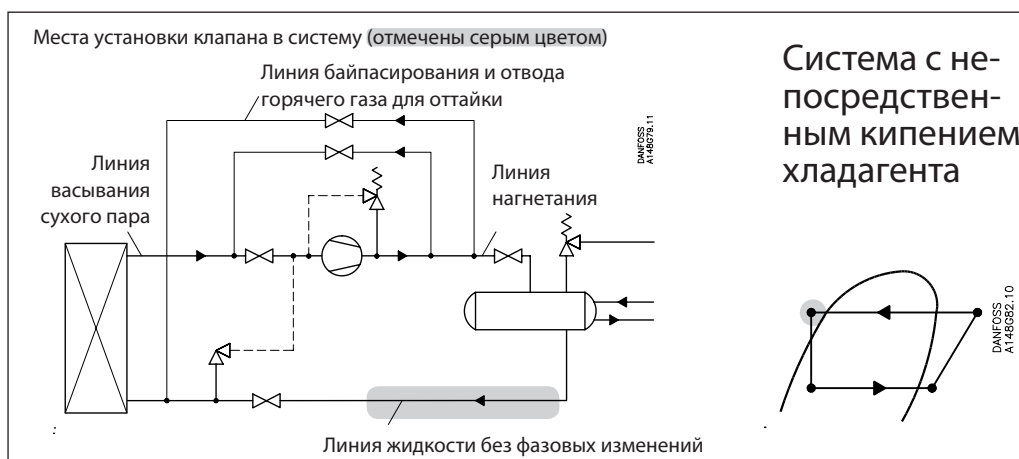 Места установки клапана в систему (отмечены серым цветом)
Линия байпасирования и отвода
горячего газа для оттайки
Линия
васывания
сухого пара
Линия
нагнетания
DANFOSS
A148G79.11
Линия жидкости без фазовых изменений
Система с не-
посредствен-
ным кипением
хладагента
DANFOSS
A148G82.10